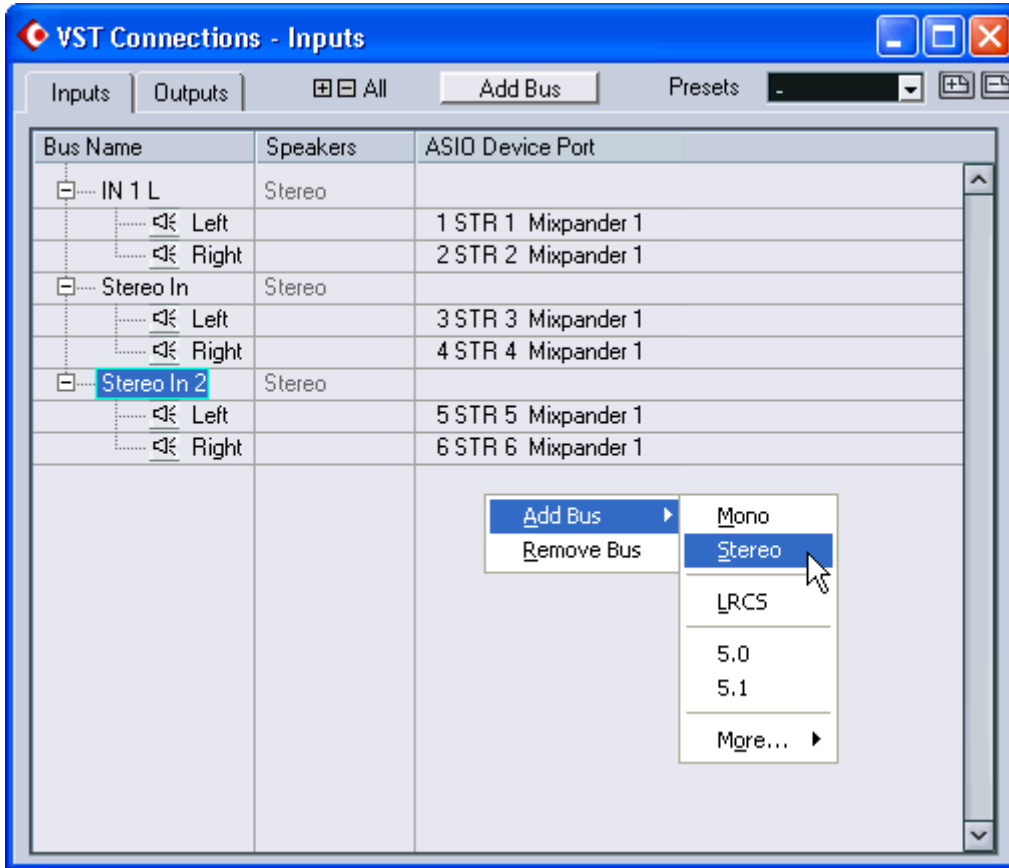 VST Connections - Inputs
Inputs Outputs All Add Bus Presets -
Bus Name Speakers ASIO Device Port
IN 1 L Stereo
Left 1 STR 1 Mixpander 1
Right 2 STR 2 Mixpander 1
Stereo In Stereo
Left 3 STR 3 Mixpander 1
Right 4 STR 4 Mixpander 1
Stereo In 2 Stereo
Left 5 STR 5 Mixpander 1
Right 6 STR 6 Mixpander 1
Add Bus Mono
Remove Bus Stereo
LRCS
5.0
5.1
More...